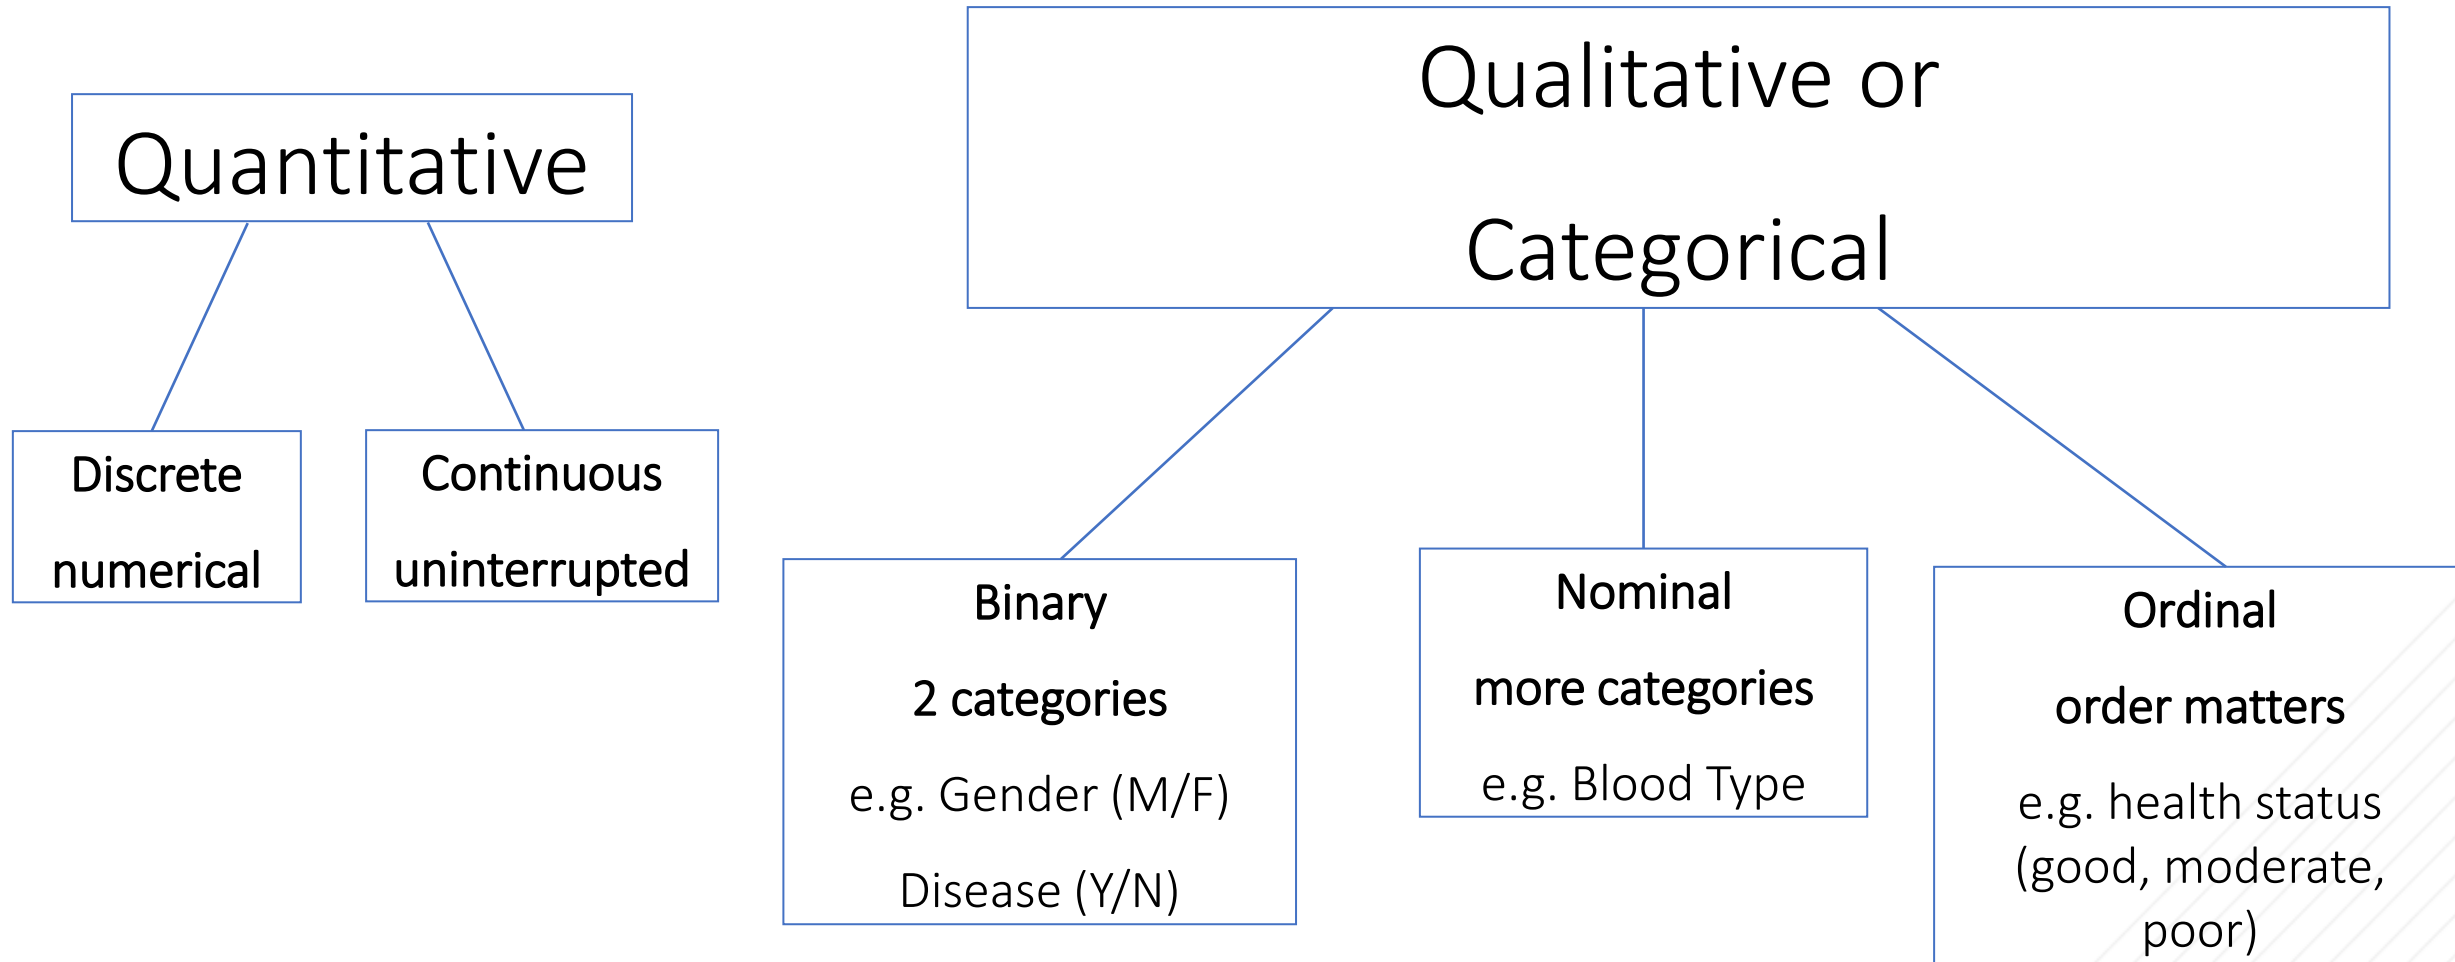 Quantitative
Discrete
numerical
Continuous
uninterrupted
Qualitative or
Categorical
Binary
2 categories
e.g. Gender (M/F)
Disease (Y/N)
Nominal
more categories
e.g. Blood Type
Ordinal
order matters
e.g. health status
(good, moderate,
poor)